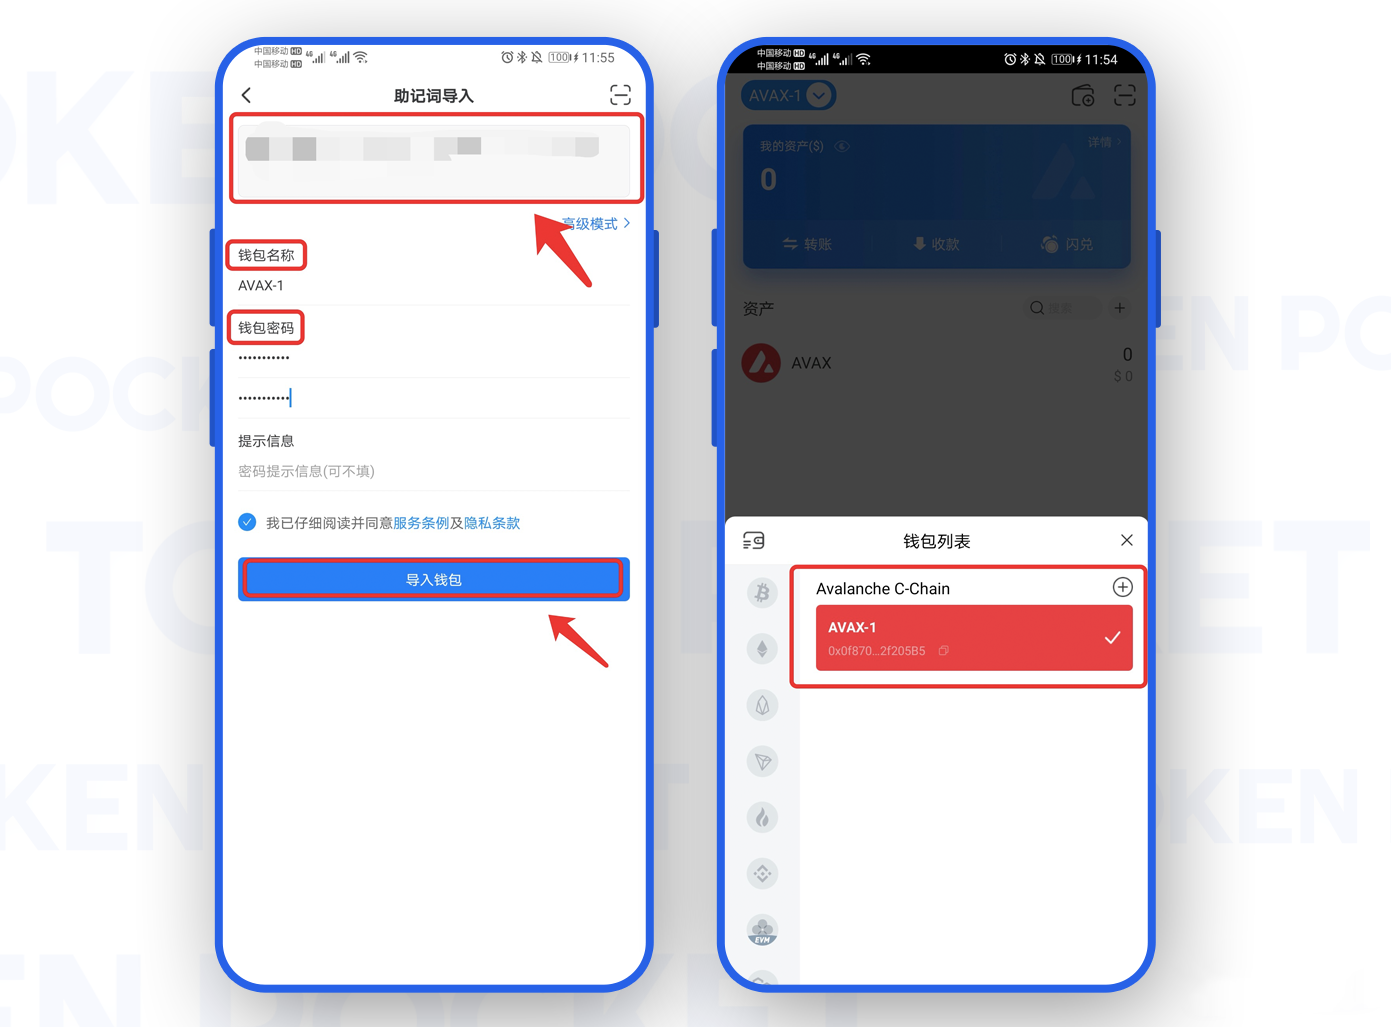 中国移动 HD 4G 4G 100 11:55
中国移动 HD
助记词导入
高级模式
钱包名称
AVAX-1
钱包密码
•••••••••••
•••••••••••
提示信息
密码提示信息(可不填)
我已仔细阅读并同意服务条例及隐私条款
导入钱包
中国移动 HD 4G 4G 100 11:54
中国移动 HD
AVAX-1
我的资产($)
详情
0
转账
收款
闪兑
资产
搜索
AVAX
0
$ 0
钱包列表
Avalanche C-Chain
AVAX-1
0x0f870...2f205B5
EVM
TOKEN POCKET